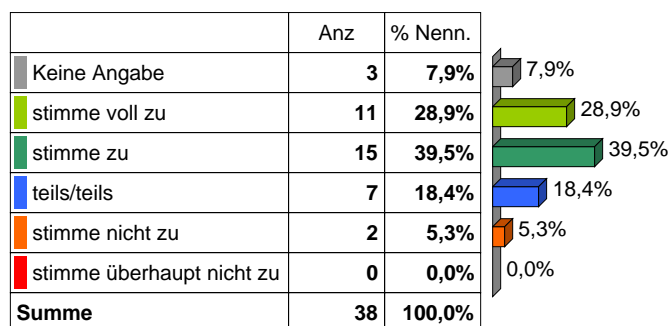 Anz % Nenn.
Keine Angabe 3 7,9% 7,9%
stimme voll zu 11 28,9% 28,9%
stimme zu 15 39,5% 39,5%
teils/teils 7 18,4% 18,4%
stimme nicht zu 2 5,3% 5,3%
stimme überhaupt nicht zu 0 0,0% 0,0%
Summe 38 100,0%